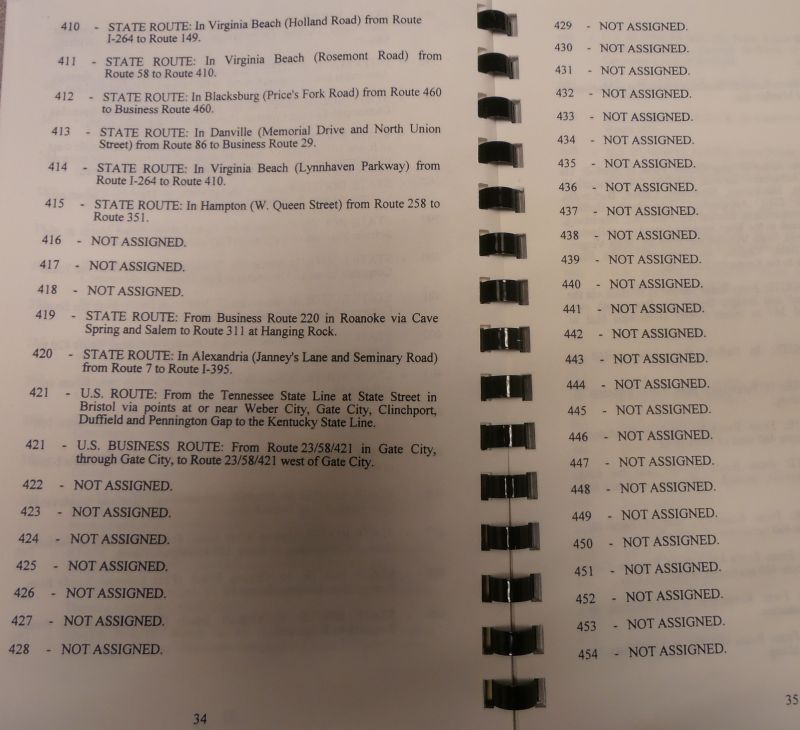 410 - STATE ROUTE: In Virginia Beach (Holland Road) from Route
I-264 to Route 149.
411 - STATE ROUTE: In Virginia Beach (Rosemont Road) from
Route 58 to Route 410.
412 - STATE ROUTE: In Blacksburg (Price's Fork Road) from Route 460
to Business Route 460.
413 - STATE ROUTE: In Danville (Memorial Drive and North Union
Street) from Route 86 to Business Route 29.
414 - STATE ROUTE: In Virginia Beach (Lynnhaven Parkway) from
Route I-264 to Route 410.
415 - STATE ROUTE: In Hampton (W. Queen Street) from Route 258 to
Route 351.
416 - NOT ASSIGNED.
417 - NOT ASSIGNED.
418 - NOT ASSIGNED.
419 - STATE ROUTE: From Business Route 220 in Roanoke via Cave
Spring and Salem to Route 311 at Hanging Rock.
420 - STATE ROUTE: In Alexandria (Janney's Lane and Seminary Road)
from Route 7 to Route I-395.
421 - U.S. ROUTE: From the Tennessee State Line at State Street in
Bristol via points at or near Weber City, Gate City, Clinchport,
Duffield and Pennington Gap to the Kentucky State Line.
421 - U.S. BUSINESS ROUTE: From Route 23/58/421 in Gate City,
through Gate City, to Route 23/58/421 west of Gate City.
422 - NOT ASSIGNED.
423 - NOT ASSIGNED.
424 - NOT ASSIGNED.
425 - NOT ASSIGNED.
426 - NOT ASSIGNED.
427 - NOT ASSIGNED.
428 - NOT ASSIGNED.
34
429 - NOT ASSIGNED.
430 - NOT ASSIGNED.
431 - NOT ASSIGNED.
432 - NOT ASSIGNED.
433 - NOT ASSIGNED.
434 - NOT ASSIGNED.
435 - NOT ASSIGNED.
436 - NOT ASSIGNED.
437 - NOT ASSIGNED.
438 - NOT ASSIGNED.
439 - NOT ASSIGNED.
440 - NOT ASSIGNED.
441 - NOT ASSIGNED.
442 - NOT ASSIGNED.
443 - NOT ASSIGNED.
444 - NOT ASSIGNED.
445 - NOT ASSIGNED.
446 - NOT ASSIGNED.
447 - NOT ASSIGNED.
448 - NOT ASSIGNED.
449 - NOT ASSIGNED.
450 - NOT ASSIGNED.
451 - NOT ASSIGNED.
452 - NOT ASSIGNED.
453 - NOT ASSIGNED.
454 - NOT ASSIGNED.
35